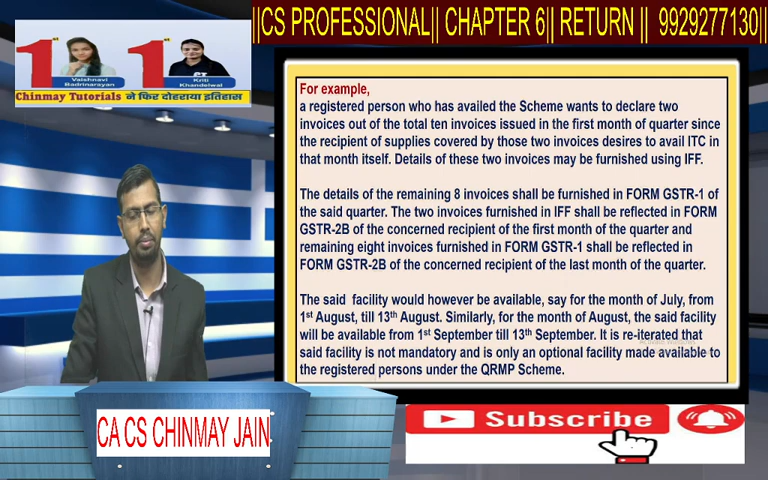 ||CS PROFESSIONAL|| CHAPTER 6|| RETURN || 9929277130||
1st 1st
Vaishnavi
Badrinarayan
Kriti
Khandelwal
Chinmay Tutorials ने फिर दोहराया इतिहास
For example,
a registered person who has availed the Scheme wants to declare two
invoices out of the total ten invoices issued in the first month of quarter since
the recipient of supplies covered by those two invoices desires to avail ITC in
that month itself. Details of these two invoices may be furnished using IFF.
The details of the remaining 8 invoices shall be furnished in FORM GSTR-1 of
the said quarter. The two invoices furnished in IFF shall be reflected in FORM
GSTR-2B of the concerned recipient of the first month of the quarter and
remaining eight invoices furnished in FORM GSTR-1 shall be reflected in
FORM GSTR-2B of the concerned recipient of the last month of the quarter.
The said facility would however be available, say for the month of July, from
1st August, till 13th August. Similarly, for the month of August, the said facility
will be available from 1st September till 13th September. It is re-iterated that
said facility is not mandatory and is only an optional facility made available to
the registered persons under the QRMP Scheme.
CA CS CHINMAY JAIN
Subscribe